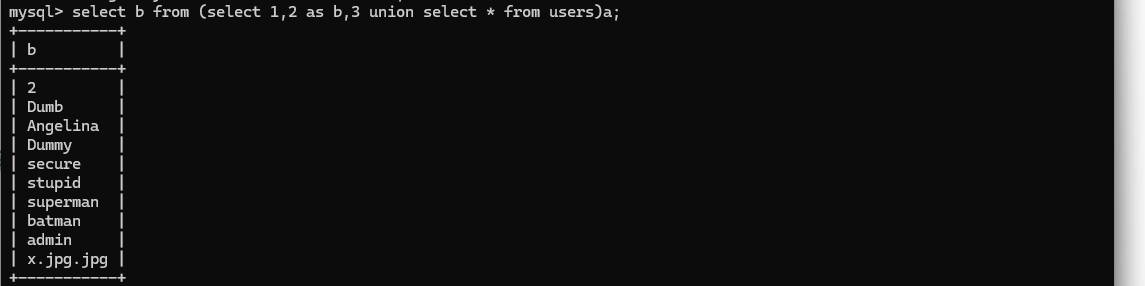 mysql> select b from (select 1,2 as b,3 union select * from users)a;
+-----------+
| b         |
+-----------+
| 2         |
| Dumb      |
| Angelina  |
| Dummy     |
| secure    |
| stupid    |
| superman  |
| batman    |
| admin     |
| x.jpg.jpg |
+-----------+